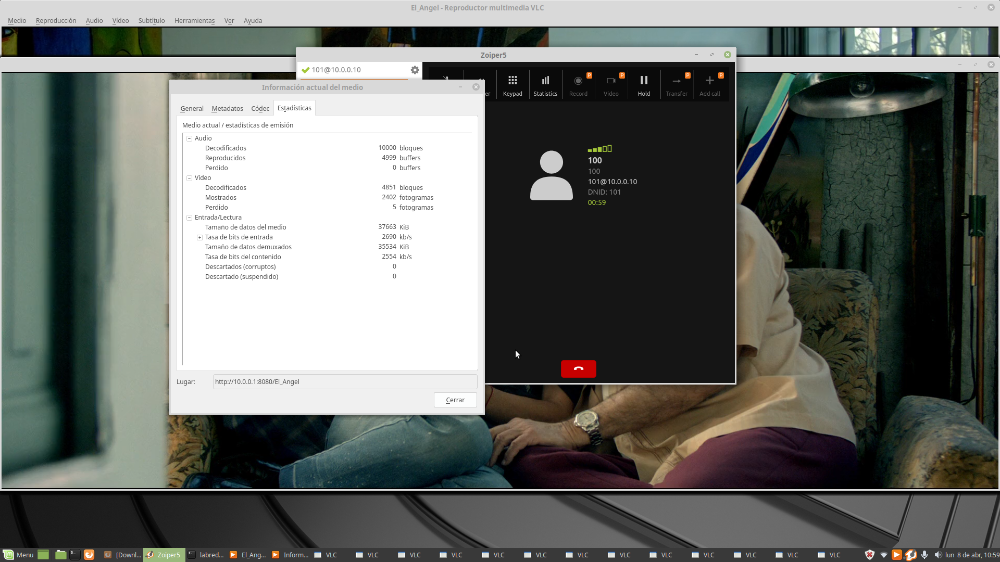 El_Angel - Reproductor multimedia VLC
Medio Reproducción Audio Vídeo Subtítulo Herramientas Ver Ayuda
Zoiper5
101@10.0.0.10
er Keypad Statistics Record Video Hold Transfer Add call
P P P P
Información actual del medio
General Metadatos Códec Estadísticas
Medio actual / estadísticas de emisión
Audio
Decodificados 10000 bloques
Reproducidos 4999 buffers
Perdido 0 buffers
Vídeo
Decodificados 4851 bloques
Mostrados 2402 fotogramas
Perdido 5 fotogramas
Entrada/Lectura
Tamaño de datos del medio 37663 KiB
Tasa de bits de entrada 2690 kb/s
Tamaño de datos demuxados 35534 KiB
Tasa de bits del contenido 2554 kb/s
Descartados (corruptos) 0
Descartado (suspendido) 0
Lugar: http://10.0.0.1:8080/El_Angel
Cerrar
100
100
101@10.0.0.10
DNID: 101
00:59
Menu [Downl... Zoiper5 labred... El_Ang... Inform... VLC VLC VLC VLC VLC VLC VLC VLC VLC VLC VLC VLC VLC lun 8 de abr, 10:59